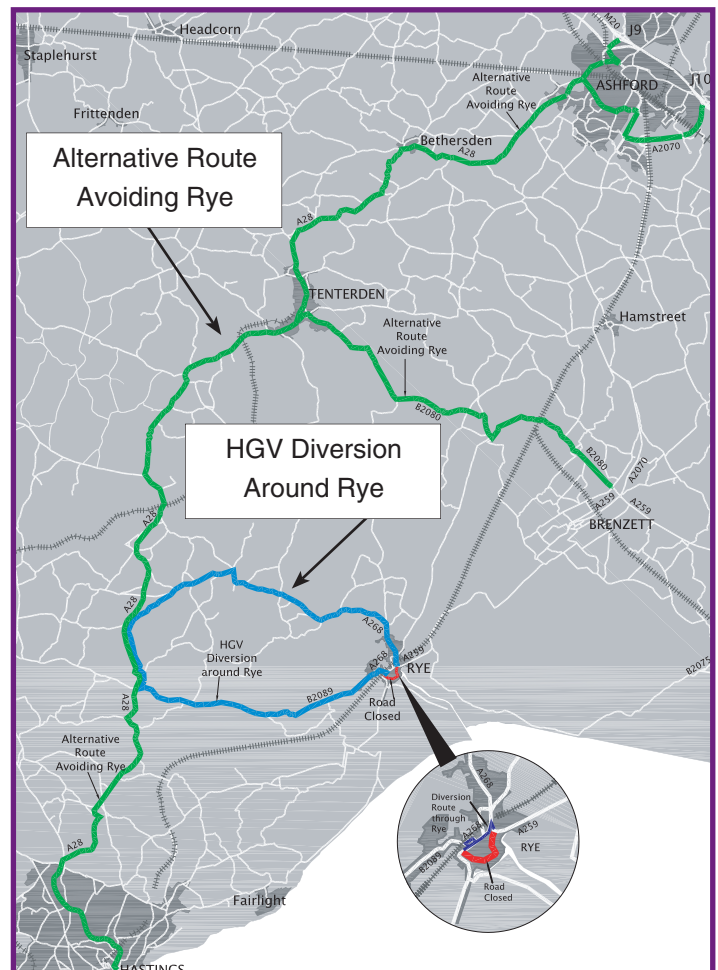 M20
J9
Headcorn
Staplehurst
Alternative
Route
Avoiding Rye
ASHFORD
J10
Frittenden
Bethersden
A28
A2070
Alternative Route
Avoiding Rye
A28
TENTERDEN
Hamstreet
Alternative
Route
Avoiding Rye
B2080
HGV Diversion
Around Rye
B2080
A2070
A259
A259
BRENZETT
A28
A28
A268
HGV
Diversion
around Rye
A268
A259
RYE
B2075
A28
B2089
Road
Closed
Alternative
Route
Avoiding Rye
A268
Diversion
Route
through
Rye
A268
A259
RYE
B2089
Road
Closed
A28
Fairlight
HASTINGS